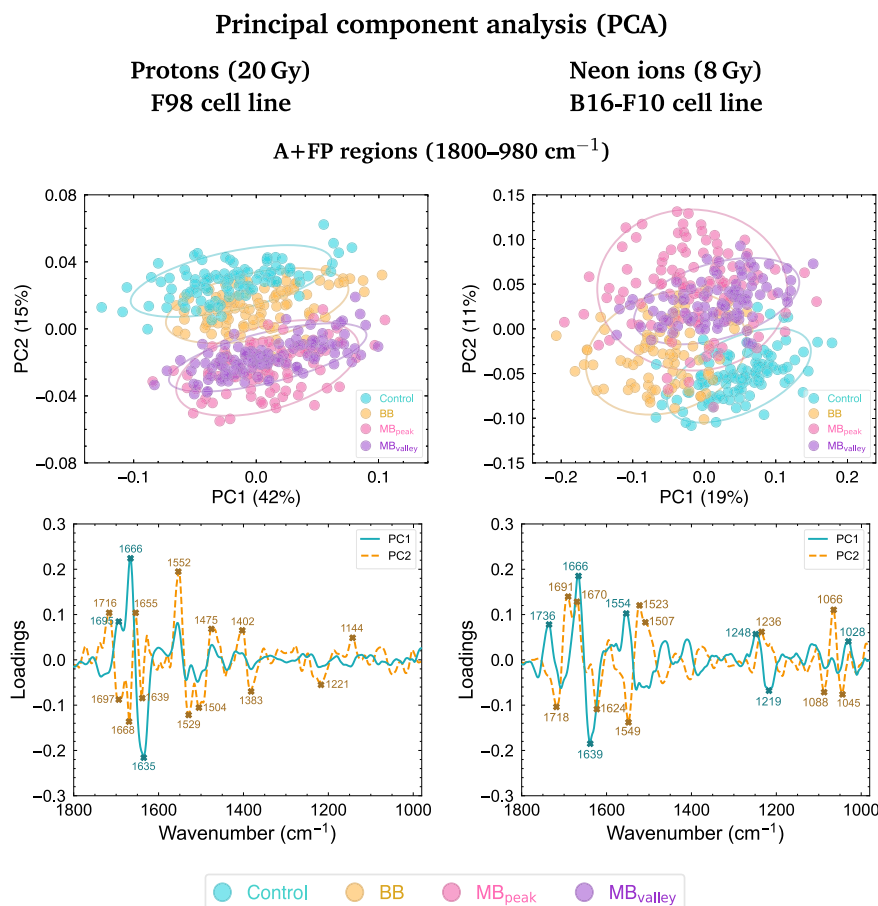 Principal component analysis (PCA)
Protons (20 Gy)
F98 cell line
Neon ions (8 Gy)
B16-F10 cell line
A+FP regions (1800–980 cm⁻¹)
0.08
0.04
0.00
−0.04
−0.08
PC2 (15%)
−0.1
0.0
0.1
PC1 (42%)
Control
BB
MBpeak
MBvalley
0.15
0.10
0.05
0.00
−0.05
−0.10
−0.15
PC2 (11%)
−0.2
−0.1
0.0
0.1
0.2
PC1 (19%)
Control
BB
MBpeak
MBvalley
0.3
0.2
0.1
0.0
−0.1
−0.2
−0.3
Loadings
1666
1716
1695
1655
1552
1475
1402
1144
1697
1668
1639
1635
1529
1504
1383
1221
PC1
PC2
1800
1600
1400
1200
1000
Wavenumber (cm⁻¹)
0.3
0.2
0.1
0.0
−0.1
−0.2
−0.3
Loadings
1736
1691
1666
1670
1554
1523
1507
1248
1236
1066
1028
1718
1624
1639
1549
1219
1088
1045
PC1
PC2
1800
1600
1400
1200
1000
Wavenumber (cm⁻¹)
Control
BB
MBpeak
MBvalley